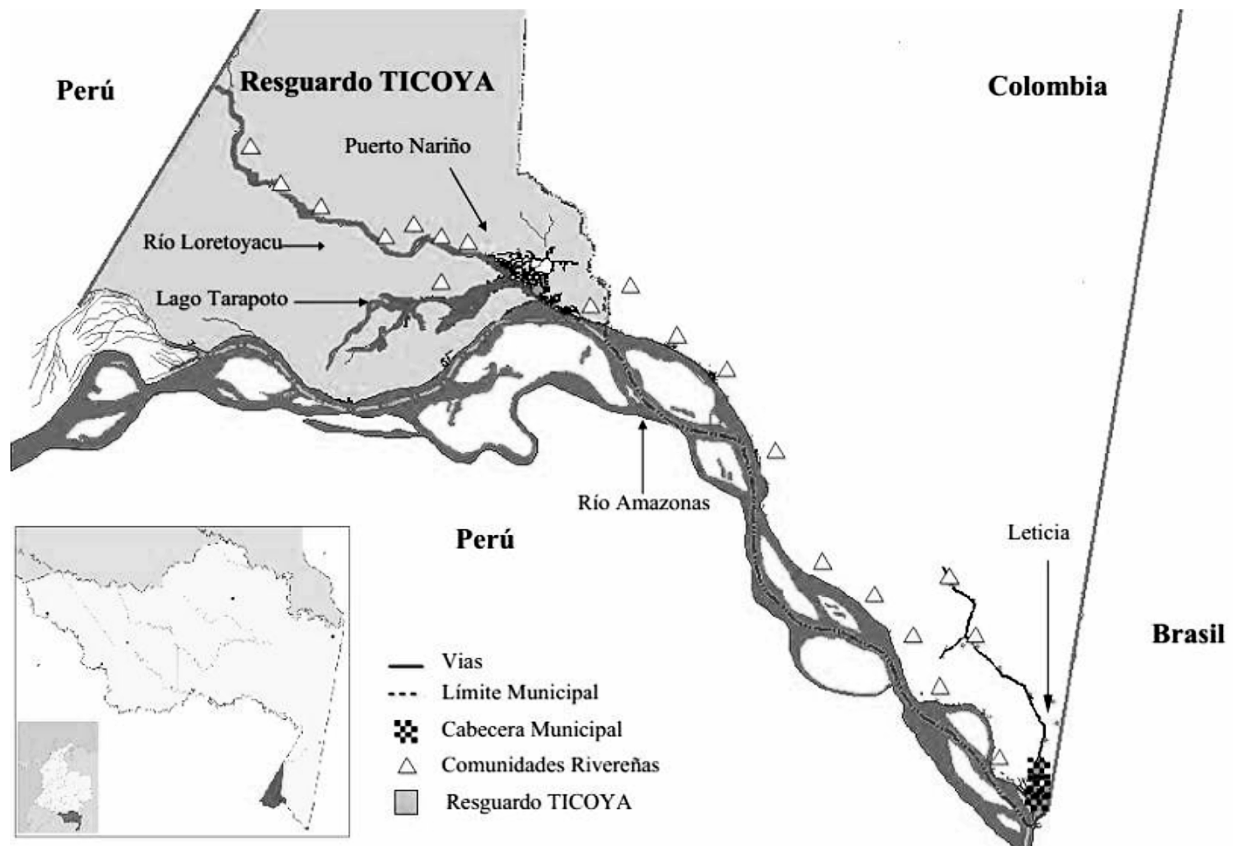 Perú
Resguardo TICOYA
Colombia
Puerto Nariño
Río Loretoyacu
Lago Tarapoto
Río Amazonas
Perú
Leticia
Brasil
Vias
Límite Municipal
Cabecera Municipal
Comunidades Rivereñas
Resguardo TICOYA